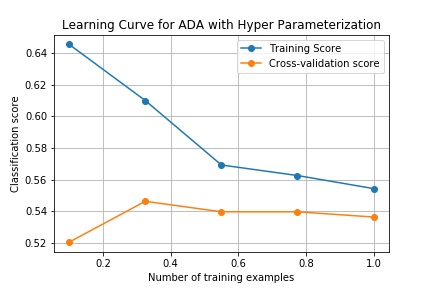 Learning Curve for ADA with Hyper Parameterization
Training Score
Cross-validation score
Classification score
0.64
0.62
0.60
0.58
0.56
0.54
0.52
0.2 0.4 0.6 0.8 1.0
Number of training examples